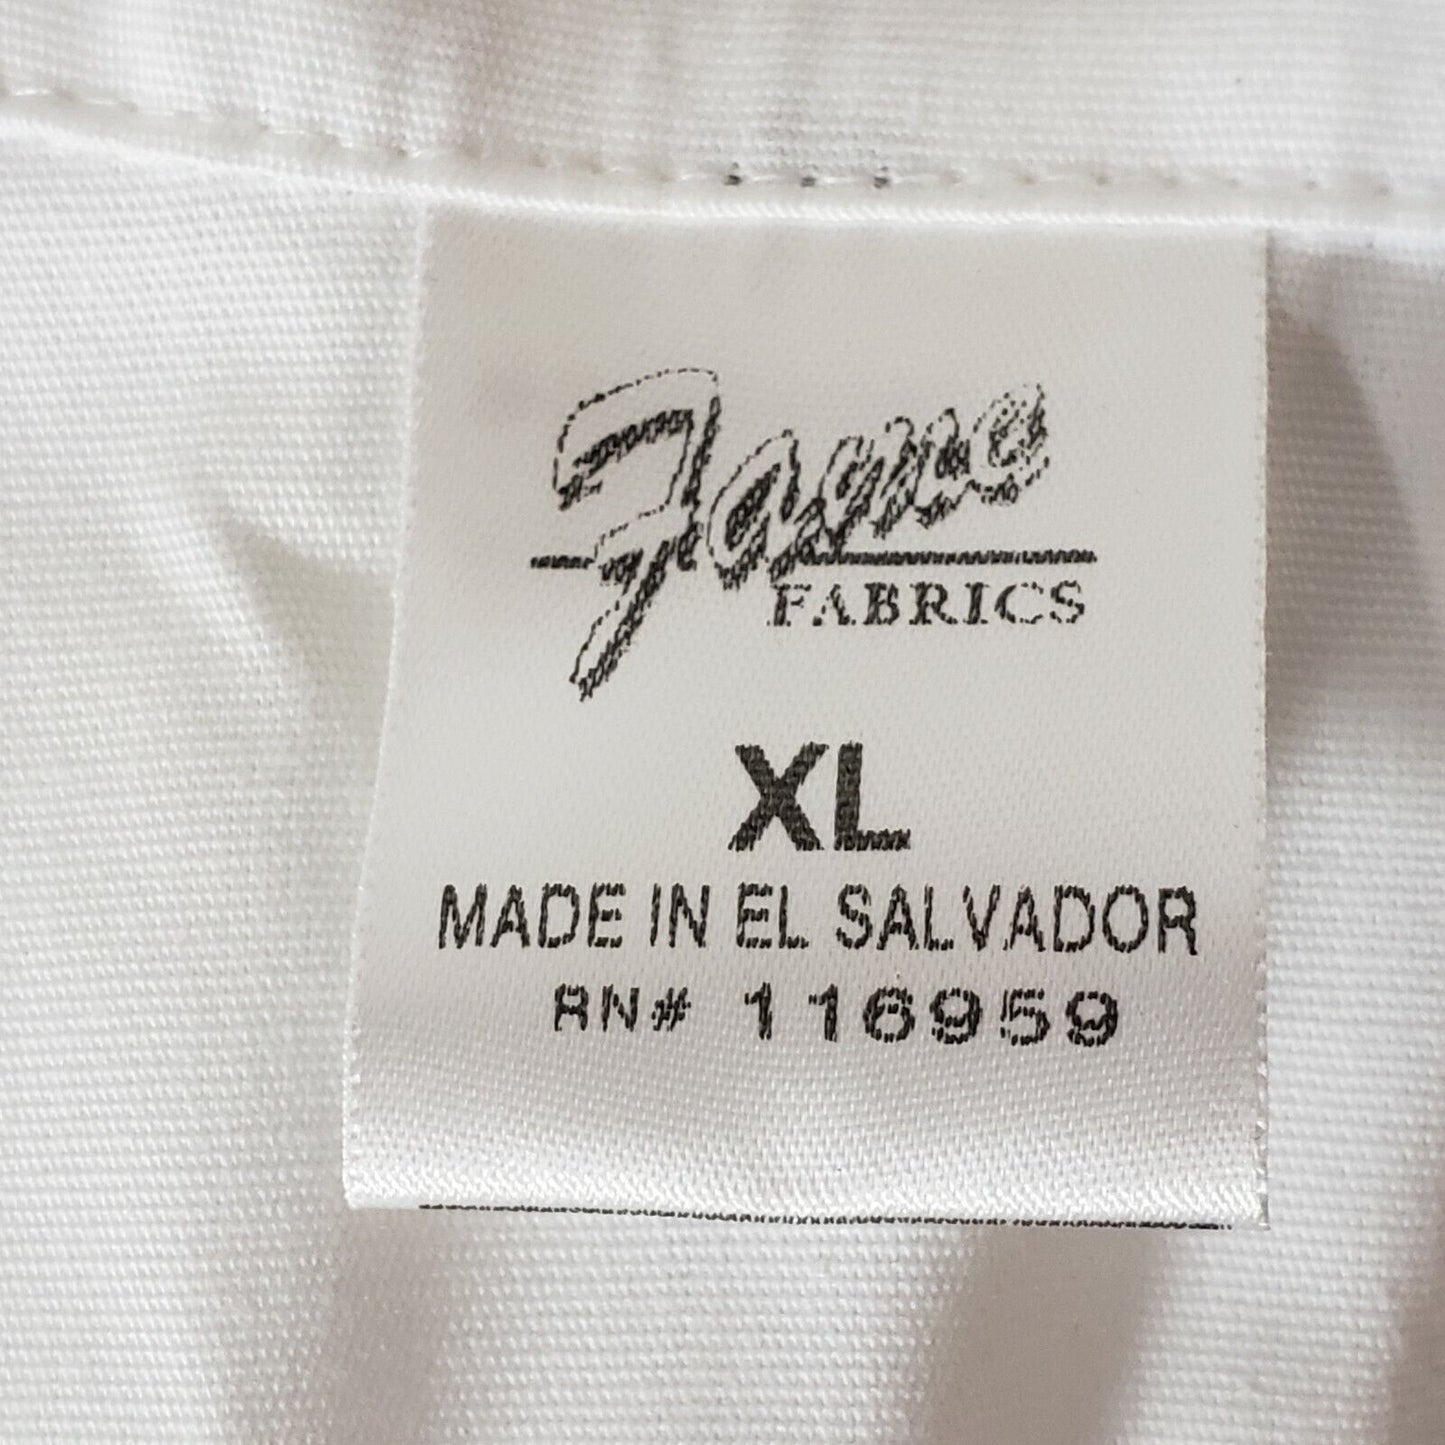 Fame
FABRICS
XL
MADE IN EL SALVADOR
RN# 116959